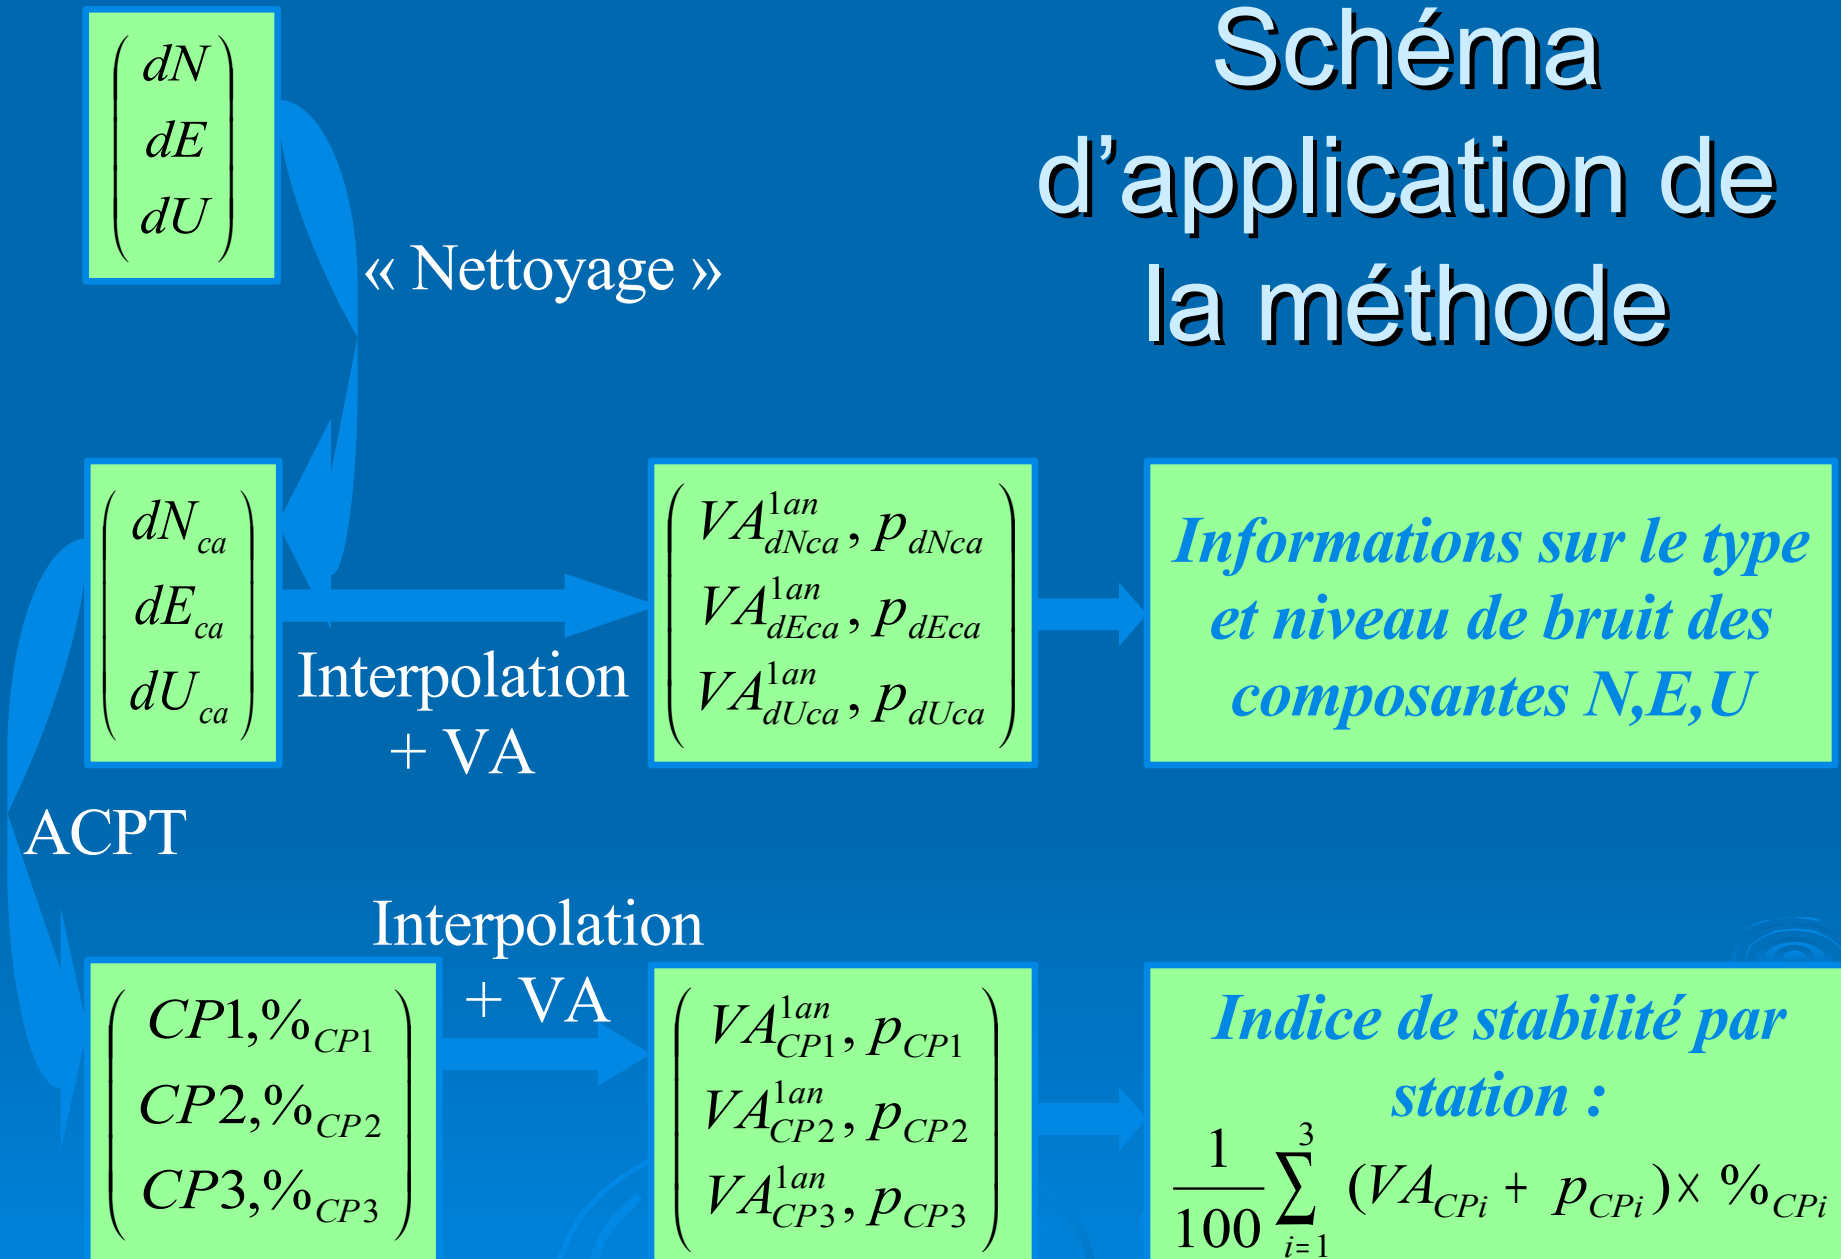 Schéma
d’application de
la méthode
dN
dE
dU
« Nettoyage »
dN_ca
dE_ca
dU_ca
Interpolation
+ VA
VA^1an_dNca, p_dNca
VA^1an_dEca, p_dEca
VA^1an_dUca, p_dUca
Informations sur le type
et niveau de bruit des
composantes N,E,U
ACPT
CP1,%_CP1
CP2,%_CP2
CP3,%_CP3
Interpolation
+ VA
VA^1an_CP1, p_CP1
VA^1an_CP2, p_CP2
VA^1an_CP3, p_CP3
Indice de stabilité par
station :
1/100 ∑_{i=1}^{3} (VA_CPi + p_CPi) × %_CPi